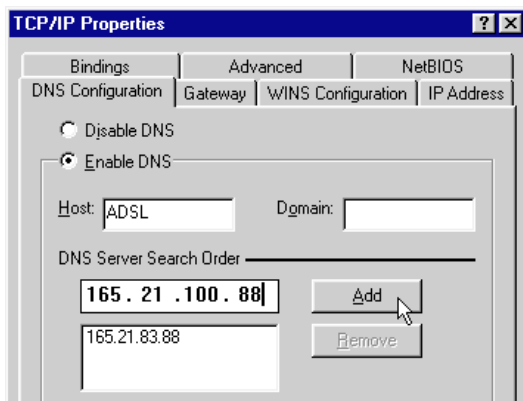 TCP/IP Properties
Bindings Advanced NetBIOS
DNS Configuration Gateway WINS Configuration IP Address
Disable DNS
Enable DNS
Host: ADSL Domain:
DNS Server Search Order
165 . 21 .100 . 88 Add
165.21.83.88 Remove